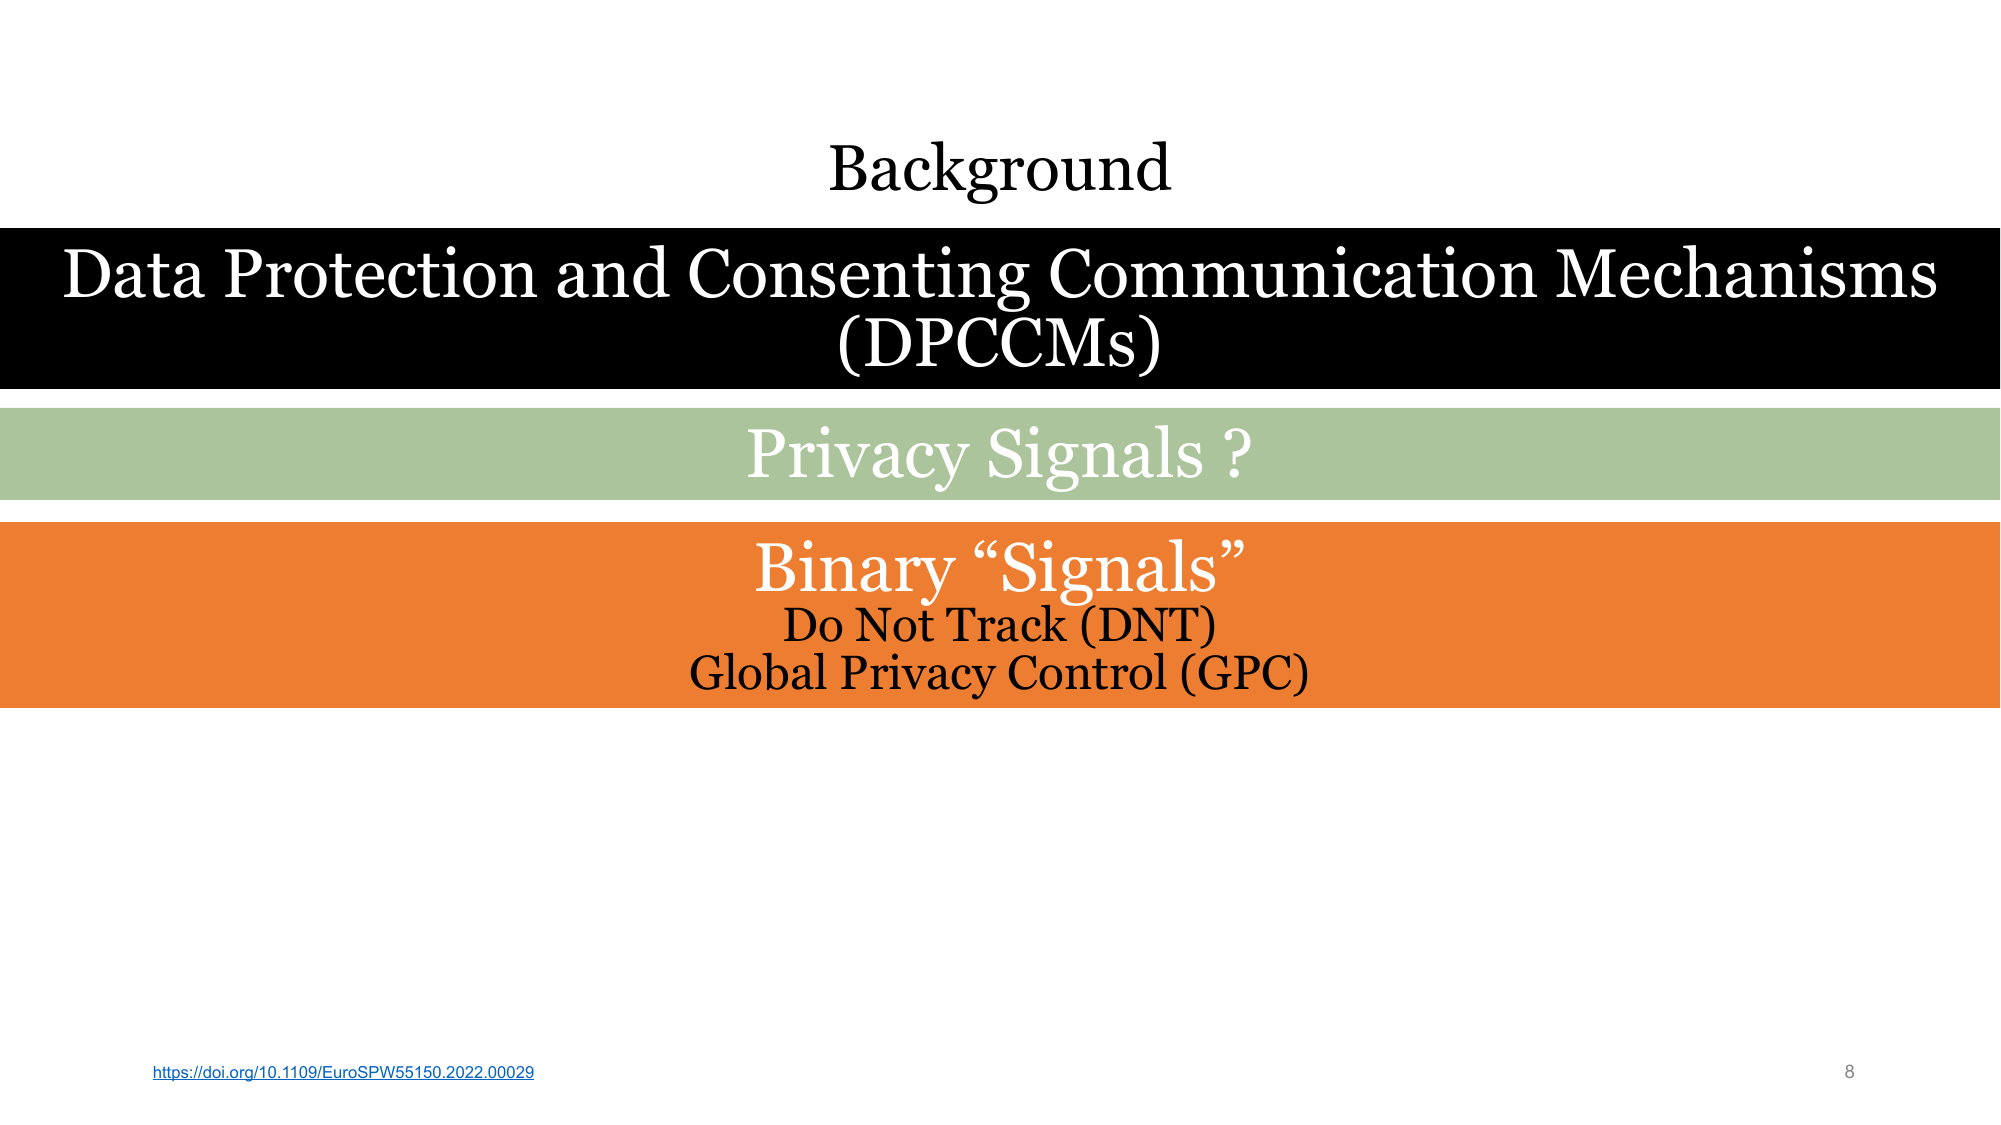 Background
Data Protection and Consenting Communication Mechanisms
(DPCCMs)
Privacy Signals ?
Binary “Signals”
Do Not Track (DNT)
Global Privacy Control (GPC)
https://doi.org/10.1109/EuroSPW55150.2022.00029
8